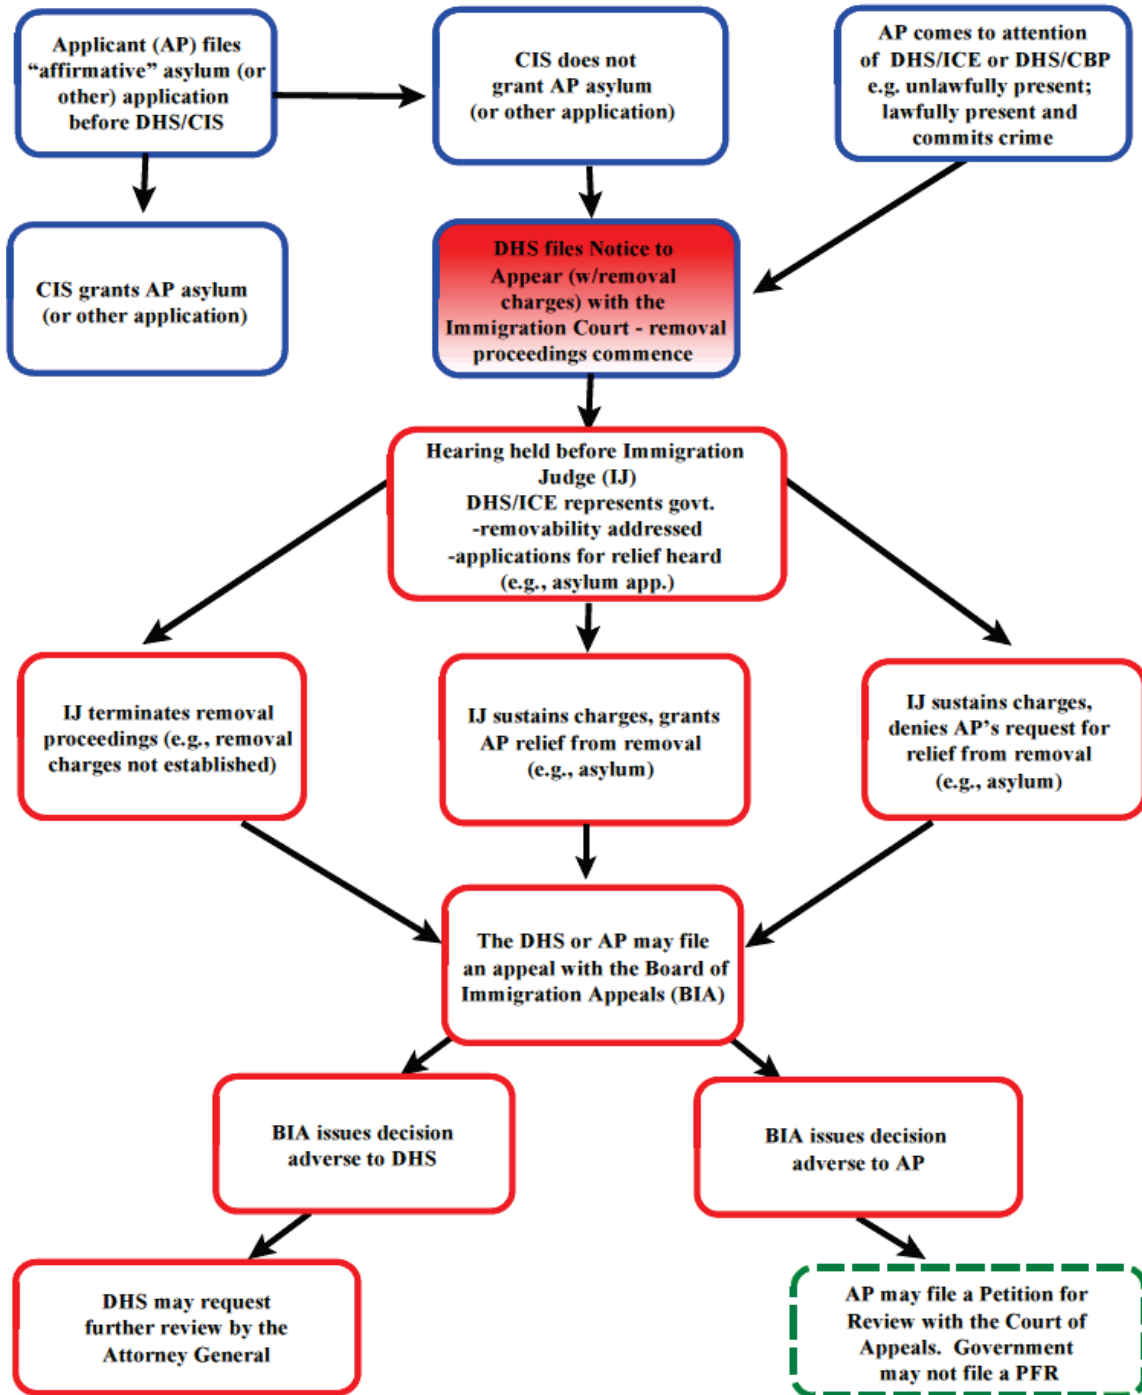 Applicant (AP) files
“affirmative” asylum (or
other) application
before DHS/CIS
CIS does not
grant AP asylum
(or other application)
AP comes to attention
of DHS/ICE or DHS/CBP
e.g. unlawfully present;
lawfully present and
commits crime
CIS grants AP asylum
(or other application)
DHS files Notice to
Appear (w/removal
charges) with the
Immigration Court - removal
proceedings commence
Hearing held before Immigration
Judge (IJ)
DHS/ICE represents govt.
-removability addressed
-applications for relief heard
(e.g., asylum app.)
IJ terminates removal
proceedings (e.g., removal
charges not established)
IJ sustains charges, grants
AP relief from removal
(e.g., asylum)
IJ sustains charges,
denies AP’s request for
relief from removal
(e.g., asylum)
The DHS or AP may file
an appeal with the Board of
Immigration Appeals (BIA)
BIA issues decision
adverse to DHS
BIA issues decision
adverse to AP
DHS may request
further review by the
Attorney General
AP may file a Petition for
Review with the Court of
Appeals. Government
may not file a PFR